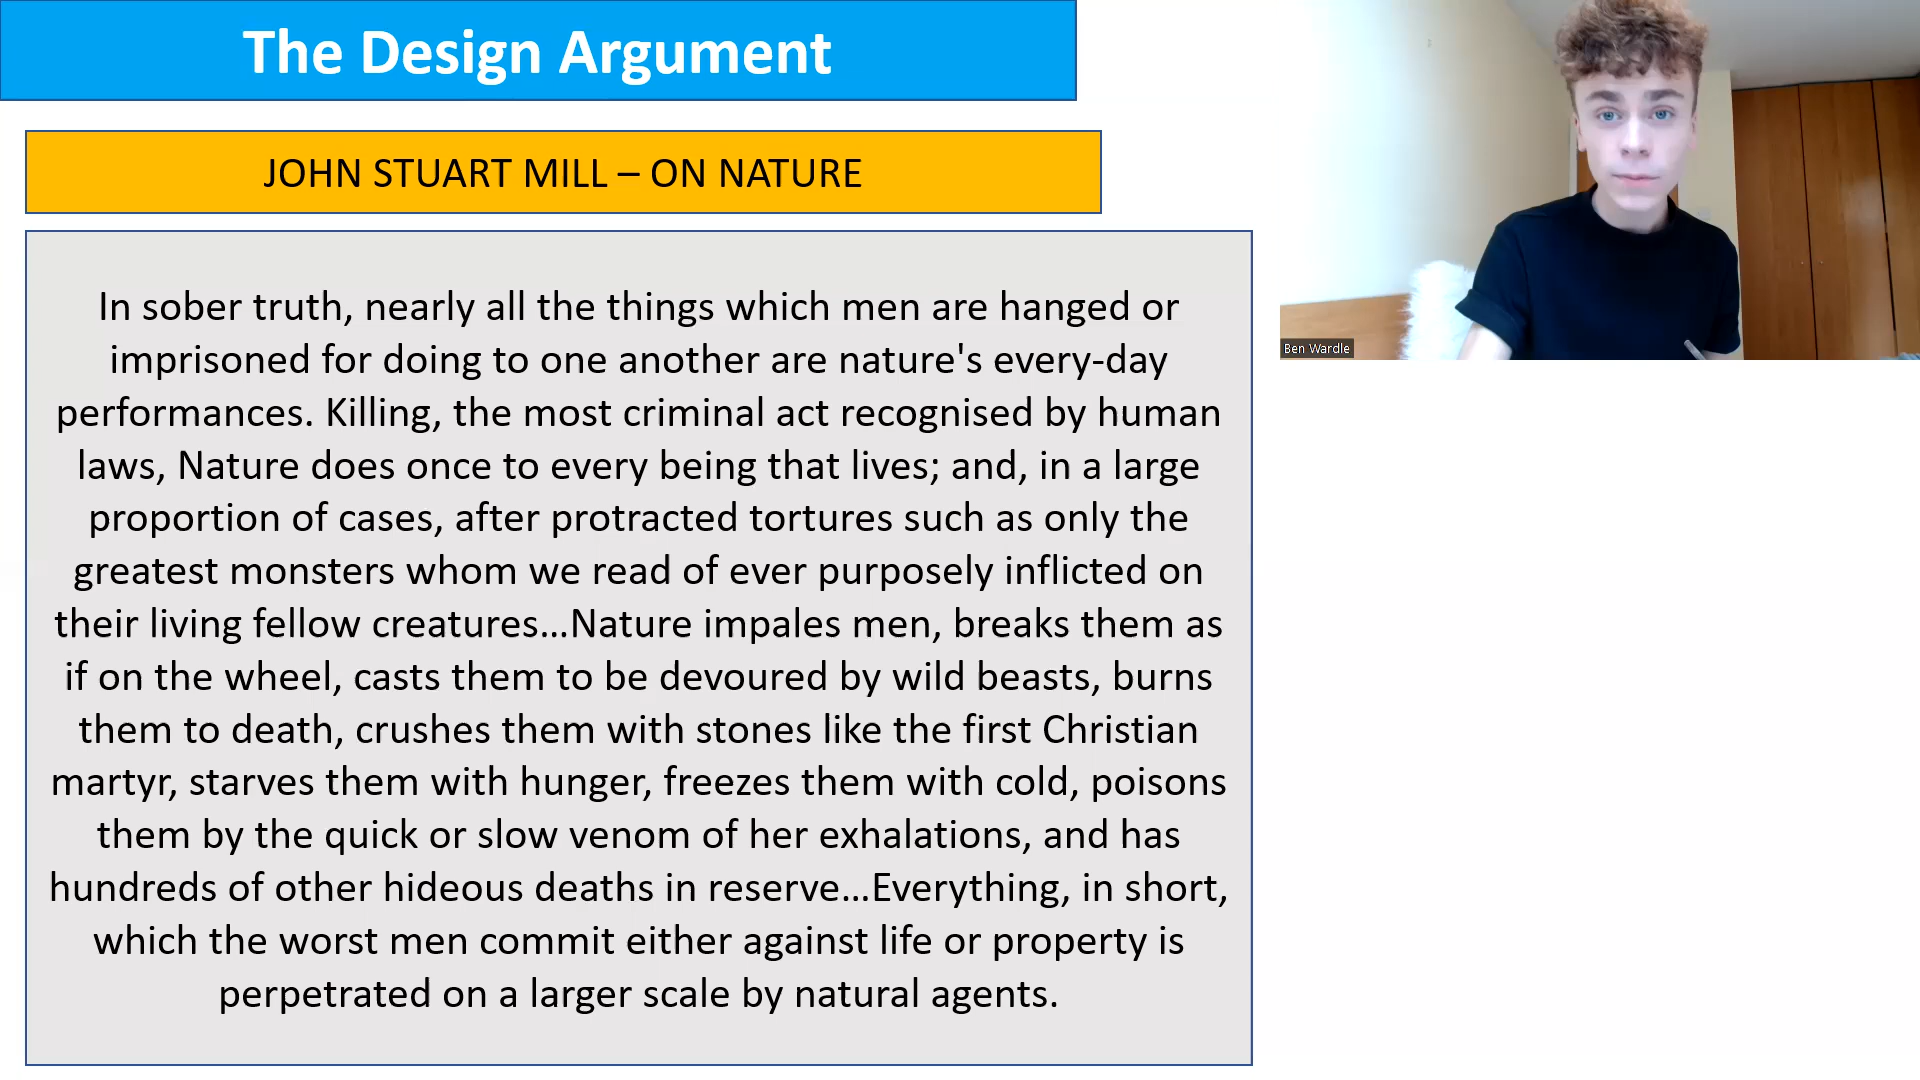 The Design Argument
JOHN STUART MILL – ON NATURE
In sober truth, nearly all the things which men are hanged or
imprisoned for doing to one another are nature's every-day
performances. Killing, the most criminal act recognised by human
laws, Nature does once to every being that lives; and, in a large
proportion of cases, after protracted tortures such as only the
greatest monsters whom we read of ever purposely inflicted on
their living fellow creatures...Nature impales men, breaks them as
if on the wheel, casts them to be devoured by wild beasts, burns
them to death, crushes them with stones like the first Christian
martyr, starves them with hunger, freezes them with cold, poisons
them by the quick or slow venom of her exhalations, and has
hundreds of other hideous deaths in reserve...Everything, in short,
which the worst men commit either against life or property is
perpetrated on a larger scale by natural agents.
Ben Wardle